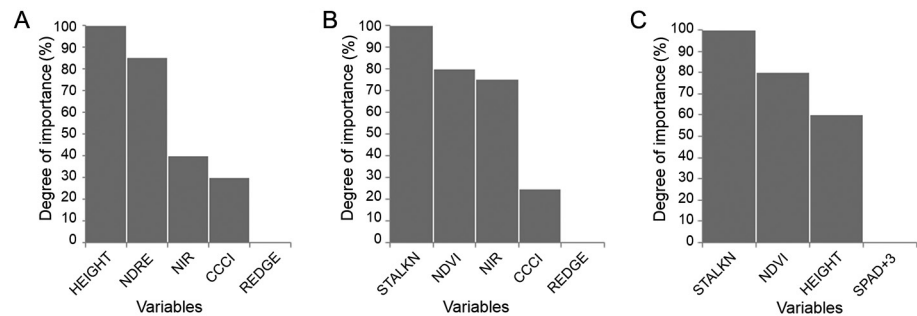 A
Degree of importance (%)
100
90
80
70
60
50
40
30
20
10
0
HEIGHT
NDRE
NIR
CCCI
REDGE
Variables
B
Degree of importance (%)
100
90
80
70
60
50
40
30
20
10
0
STALKN
NDVI
NIR
CCCI
REDGE
Variables
C
Degree of importance (%)
100
90
80
70
60
50
40
30
20
10
0
STALKN
NDVI
HEIGHT
SPAD+3
Variables